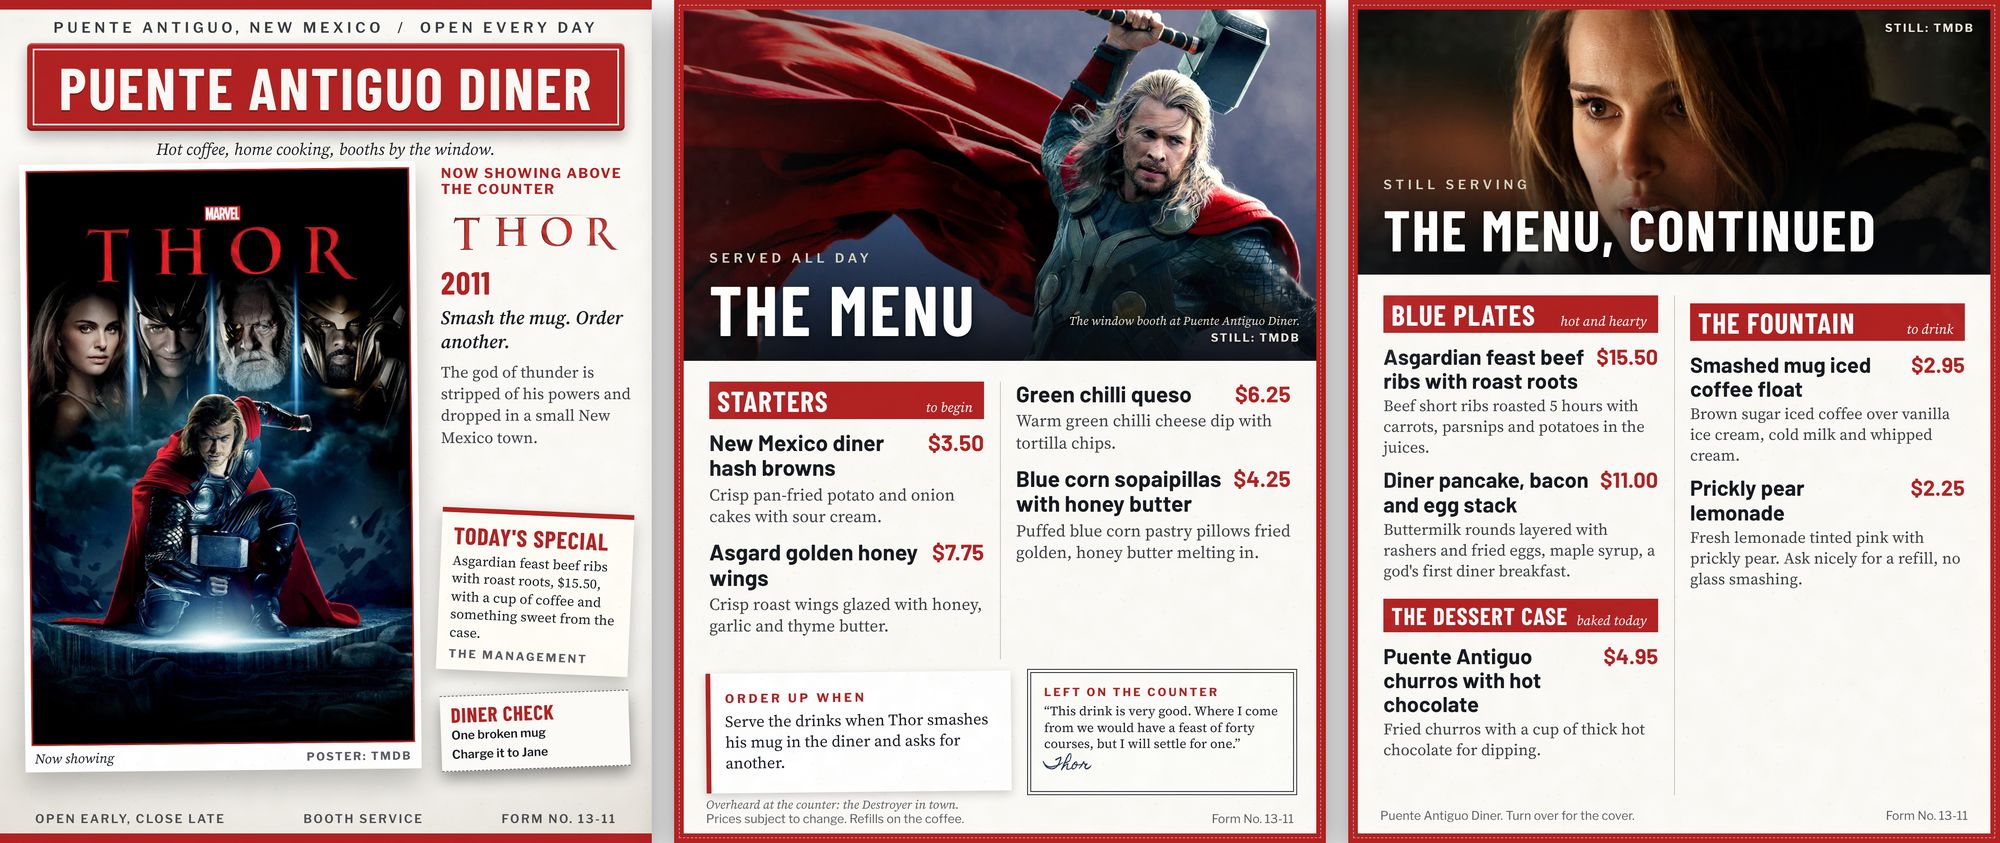 PUENTE ANTIGUO, NEW MEXICO / OPEN EVERY DAY
PUENTE ANTIGUO DINER
Hot coffee, home cooking, booths by the window.
MARVEL
THOR
Now showing
POSTER: TMDB
NOW SHOWING ABOVE
THE COUNTER
THOR
2011
Smash the mug. Order
another.
The god of thunder is
stripped of his powers and
dropped in a small New
Mexico town.
TODAY'S SPECIAL
Asgardian feast beef ribs
with roast roots, $15.50,
with a cup of coffee and
something sweet from the
case.
THE MANAGEMENT
DINER CHECK
One broken mug
Charge it to Jane
OPEN EARLY, CLOSE LATE
BOOTH SERVICE
FORM NO. 13-11
SERVED ALL DAY
THE MENU
The window booth at Puente Antiguo Diner.
STILL: TMDB
STARTERS to begin
New Mexico diner $3.50
hash browns
Crisp pan-fried potato and onion
cakes with sour cream.
Asgard golden honey $7.75
wings
Crisp roast wings glazed with honey,
garlic and thyme butter.
Green chilli queso $6.25
Warm green chilli cheese dip with
tortilla chips.
Blue corn sopaipillas $4.25
with honey butter
Puffed blue corn pastry pillows fried
golden, honey butter melting in.
ORDER UP WHEN
Serve the drinks when Thor smashes
his mug in the diner and asks for
another.
LEFT ON THE COUNTER
“This drink is very good. Where I come
from we would have a feast of forty
courses, but I will settle for one.”
Thor
Overheard at the counter: the Destroyer in town.
Prices subject to change. Refills on the coffee.
Form No. 13-11
STILL: TMDB
STILL SERVING
THE MENU, CONTINUED
BLUE PLATES hot and hearty
Asgardian feast beef $15.50
ribs with roast roots
Beef short ribs roasted 5 hours with
carrots, parsnips and potatoes in the
juices.
Diner pancake, bacon $11.00
and egg stack
Buttermilk rounds layered with
rashers and fried eggs, maple syrup, a
god's first diner breakfast.
THE DESSERT CASE baked today
Puente Antiguo $4.95
churros with hot
chocolate
Fried churros with a cup of thick hot
chocolate for dipping.
THE FOUNTAIN to drink
Smashed mug iced $2.95
coffee float
Brown sugar iced coffee over vanilla
ice cream, cold milk and whipped
cream.
Prickly pear $2.25
lemonade
Fresh lemonade tinted pink with
prickly pear. Ask nicely for a refill, no
glass smashing.
Puente Antiguo Diner. Turn over for the cover.
Form No. 13-11